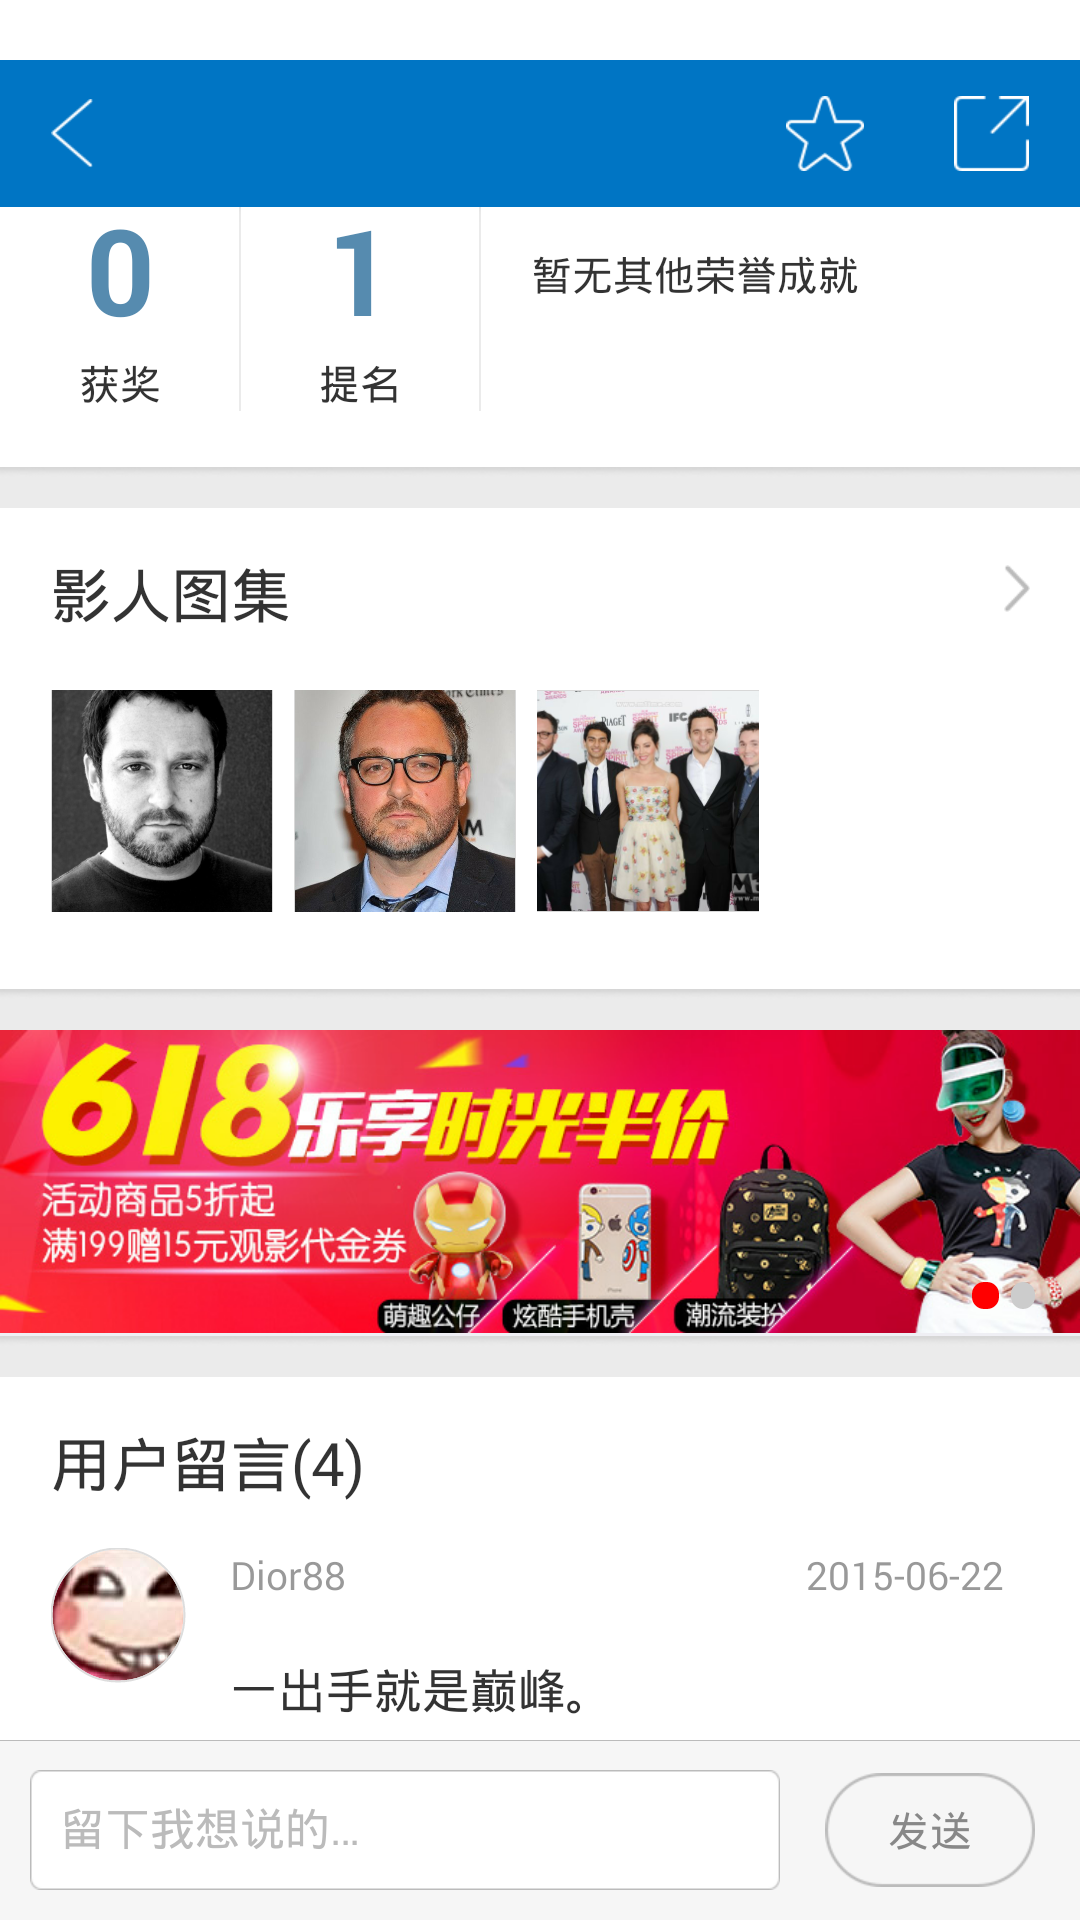 0
1
暂无其他荣誉成就
获奖
提名
影人图集
PIAGET
IFC
618乐享时光半价
活动商品5折起
满199赠15元观影代金券
萌趣公仔
炫酷手机壳
潮流装扮
用户留言(4)
Dior88
2015-06-22
一出手就是巅峰。
留下我想说的...
发送